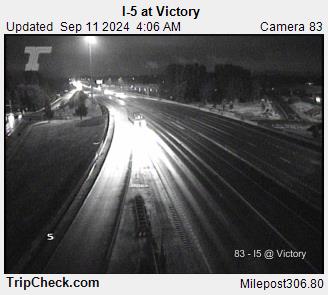 I-5 at Victory
Updated Sep 11 2024 4:06 AM Camera 83
T
S
83 - I5 @ Victory
TripCheck.com Milepost306.80